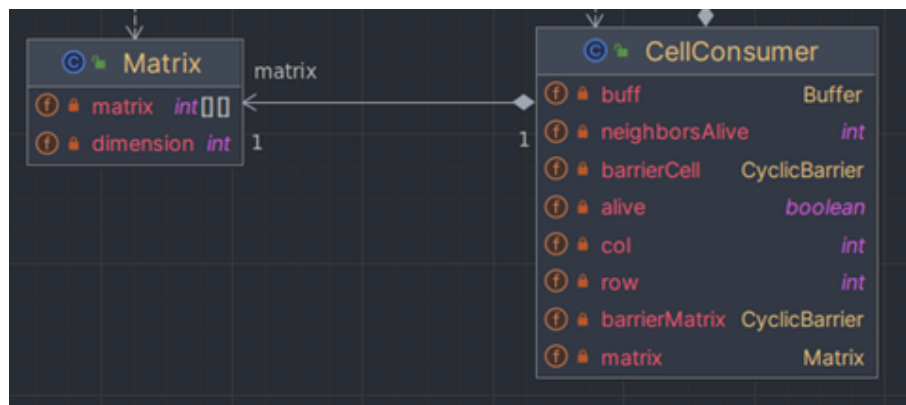 Matrix
matrix int[][]
dimension int
matrix
1
1
CellConsumer
buff Buffer
neighborsAlive int
barrierCell CyclicBarrier
alive boolean
col int
row int
barrierMatrix CyclicBarrier
matrix Matrix